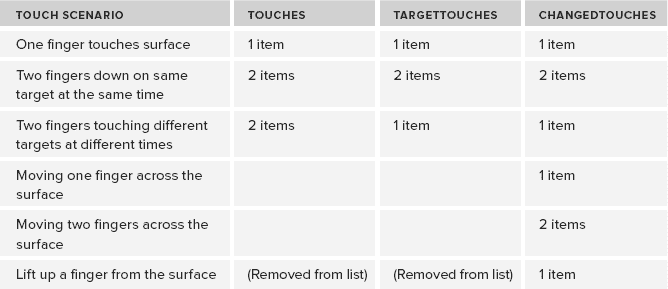 TOUCH SCENARIO TOUCHES TARGETTOUCHES CHANGEDTOUCHES
One finger touches surface 1 item 1 item 1 item
Two fingers down on same 2 items 2 items 2 items
target at the same time
Two fingers touching different 2 items 1 item 1 item
targets at different times
Moving one finger across the 1 item
surface
Moving two fingers across the 2 items
surface
Lift up a finger from the surface (Removed from list) (Removed from list) 1 item